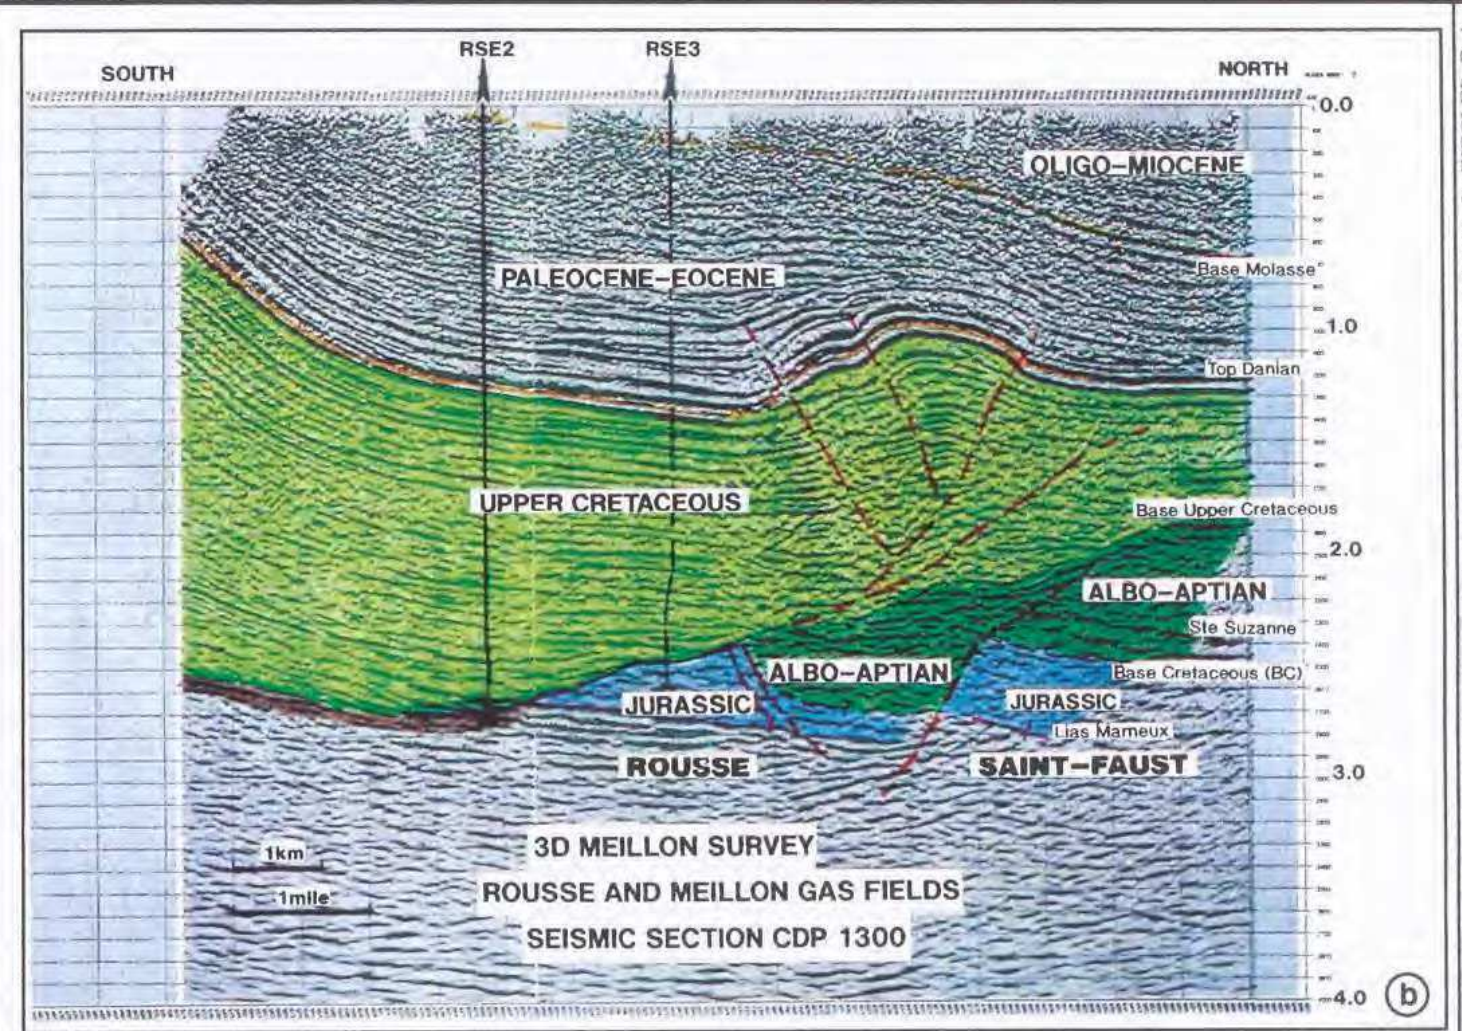 RSE2
RSE3
SOUTH
NORTH
0.0
OLIGO-MIOCENE
PALEOCENE-EOCENE
Base Molasse
1.0
Top Danian
UPPER CRETACEOUS
Base Upper Cretaceous
2.0
ALBO-APTIAN
Ste Suzanne
ALBO-APTIAN
Base Cretaceous (BC)
JURASSIC
JURASSIC
Lias Marneux
ROUSSE
SAINT-FAUST
3.0
3D MEILLON SURVEY
1km
ROUSSE AND MEILLON GAS FIELDS
1mile
SEISMIC SECTION CDP 1300
4.0
b